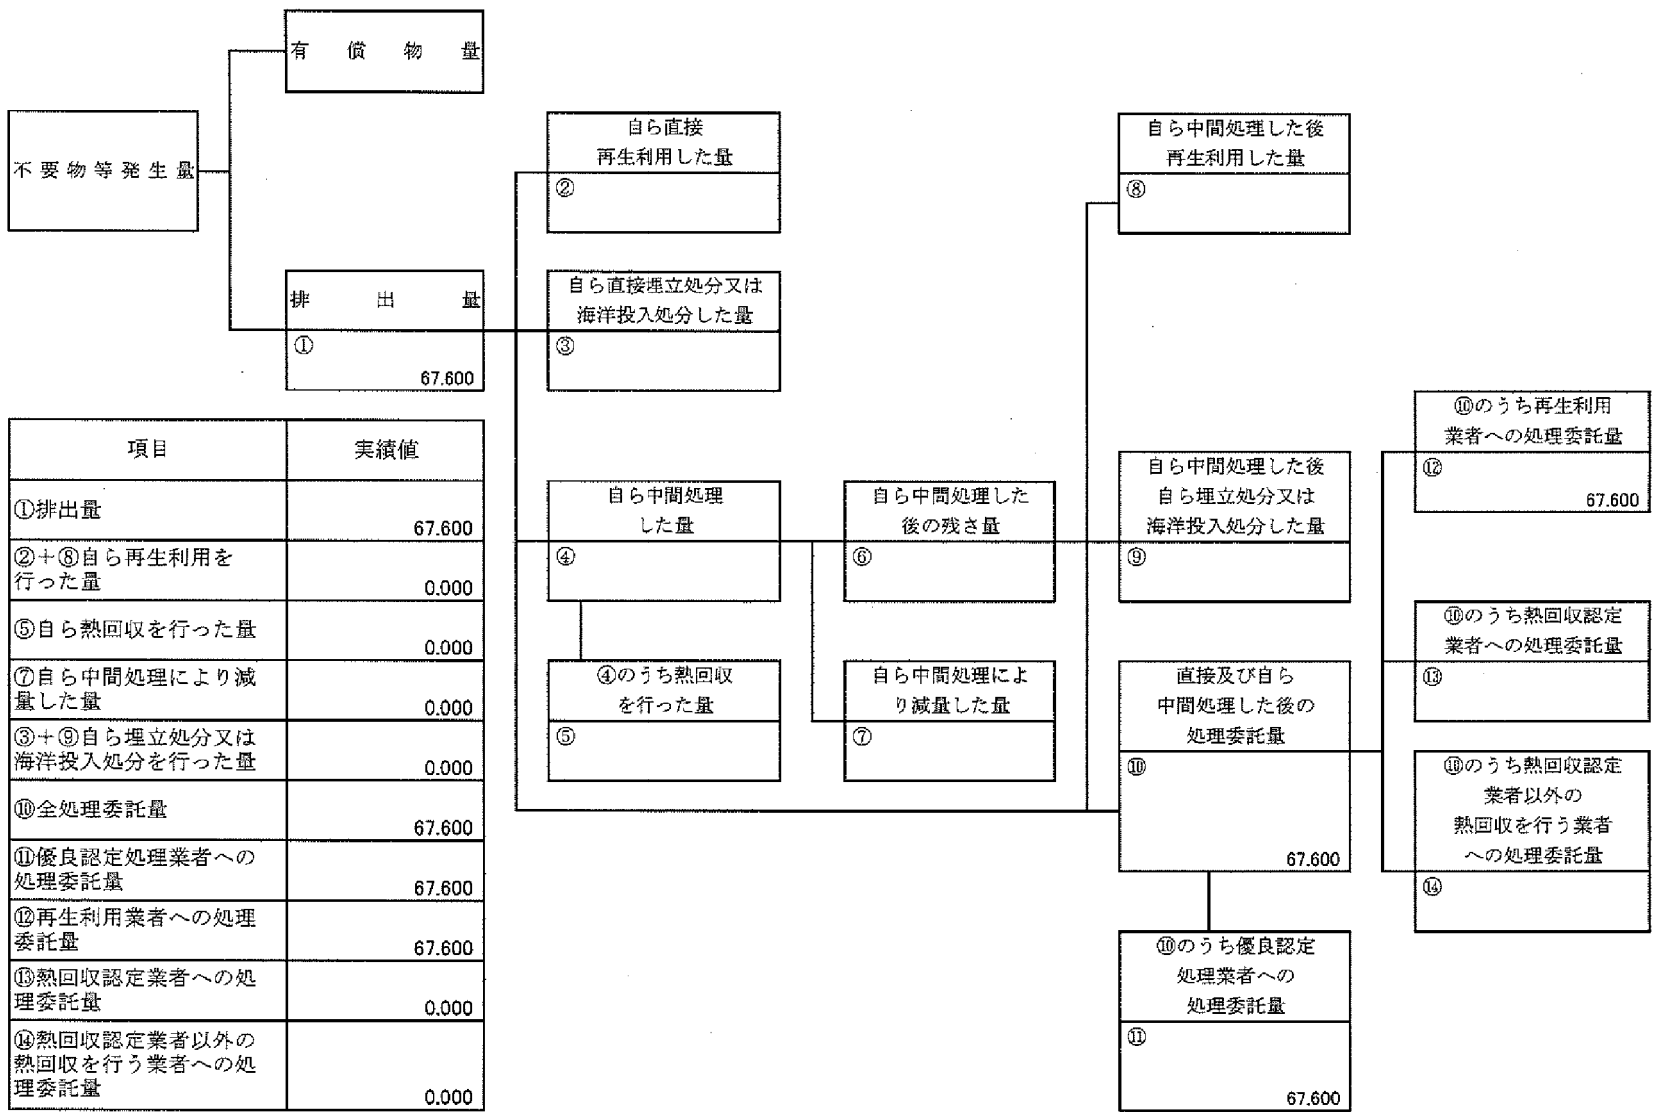 有償物量
不要物等発生量
排出量
①
67.600
自ら直接
再生利用した量
②
自ら直接埋立処分又は
海洋投入処分した量
③
自ら中間処理
した量
④
④のうち熱回収
を行った量
⑤
自ら中間処理した
後の残さ量
⑥
自ら中間処理によ
り減量した量
⑦
自ら中間処理した後
再生利用した量
⑧
自ら中間処理した後
自ら埋立処分又は
海洋投入処分した量
⑨
直接及び自ら
中間処理した後の
処理委託量
⑩
67.600
⑩のうち優良認定
処理業者への
処理委託量
⑪
67.600
⑩のうち再生利用
業者への処理委託量
⑫
67.600
⑩のうち熱回収認定
業者への処理委託量
⑬
⑩のうち熱回収認定
業者以外の
熱回収を行う業者
への処理委託量
⑭
項目 実績値
①排出量
67.600
②+⑧自ら再生利用を
行った量
0.000
⑤自ら熱回収を行った量
0.000
⑦自ら中間処理により減
量した量
0.000
③+⑨自ら埋立処分又は
海洋投入処分を行った量
0.000
⑩全処理委託量
67.600
⑪優良認定処理業者への
処理委託量
67.600
⑫再生利用業者への処理
委託量
67.600
⑬熱回収認定業者への処
理委託量
0.000
⑭熱回収認定業者以外の
熱回収を行う業者への処
理委託量
0.000